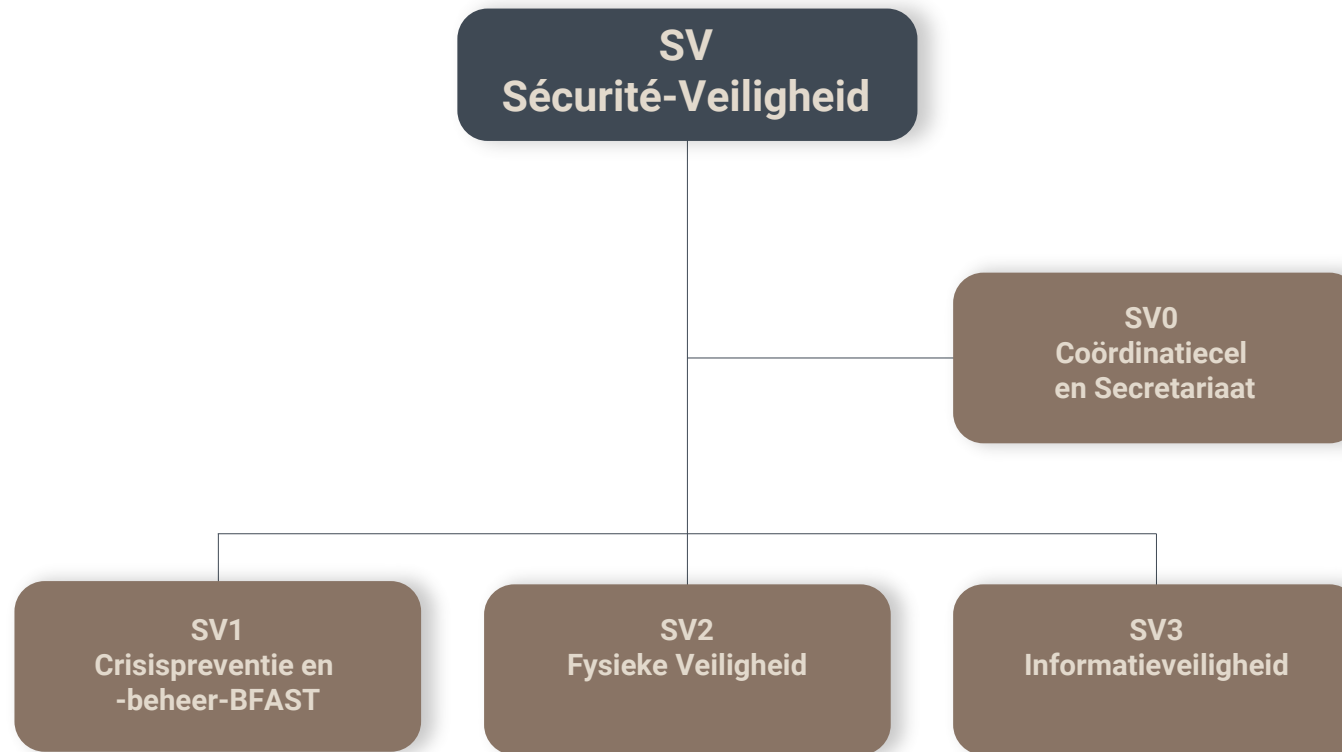 SV
Sécurité-Veiligheid
SV0
Coördinatiecel
en Secretariaat
SV1
Crisispreventie en
-beheer-BFAST
SV2
Fysieke Veiligheid
SV3
Informatieveiligheid